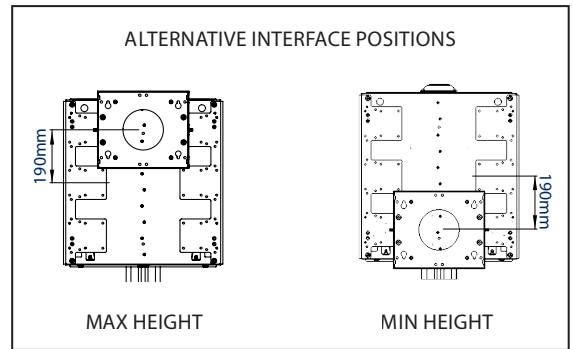 ALTERNATIVE INTERFACE POSITIONS
190mm
190mm
MAX HEIGHT
MIN HEIGHT